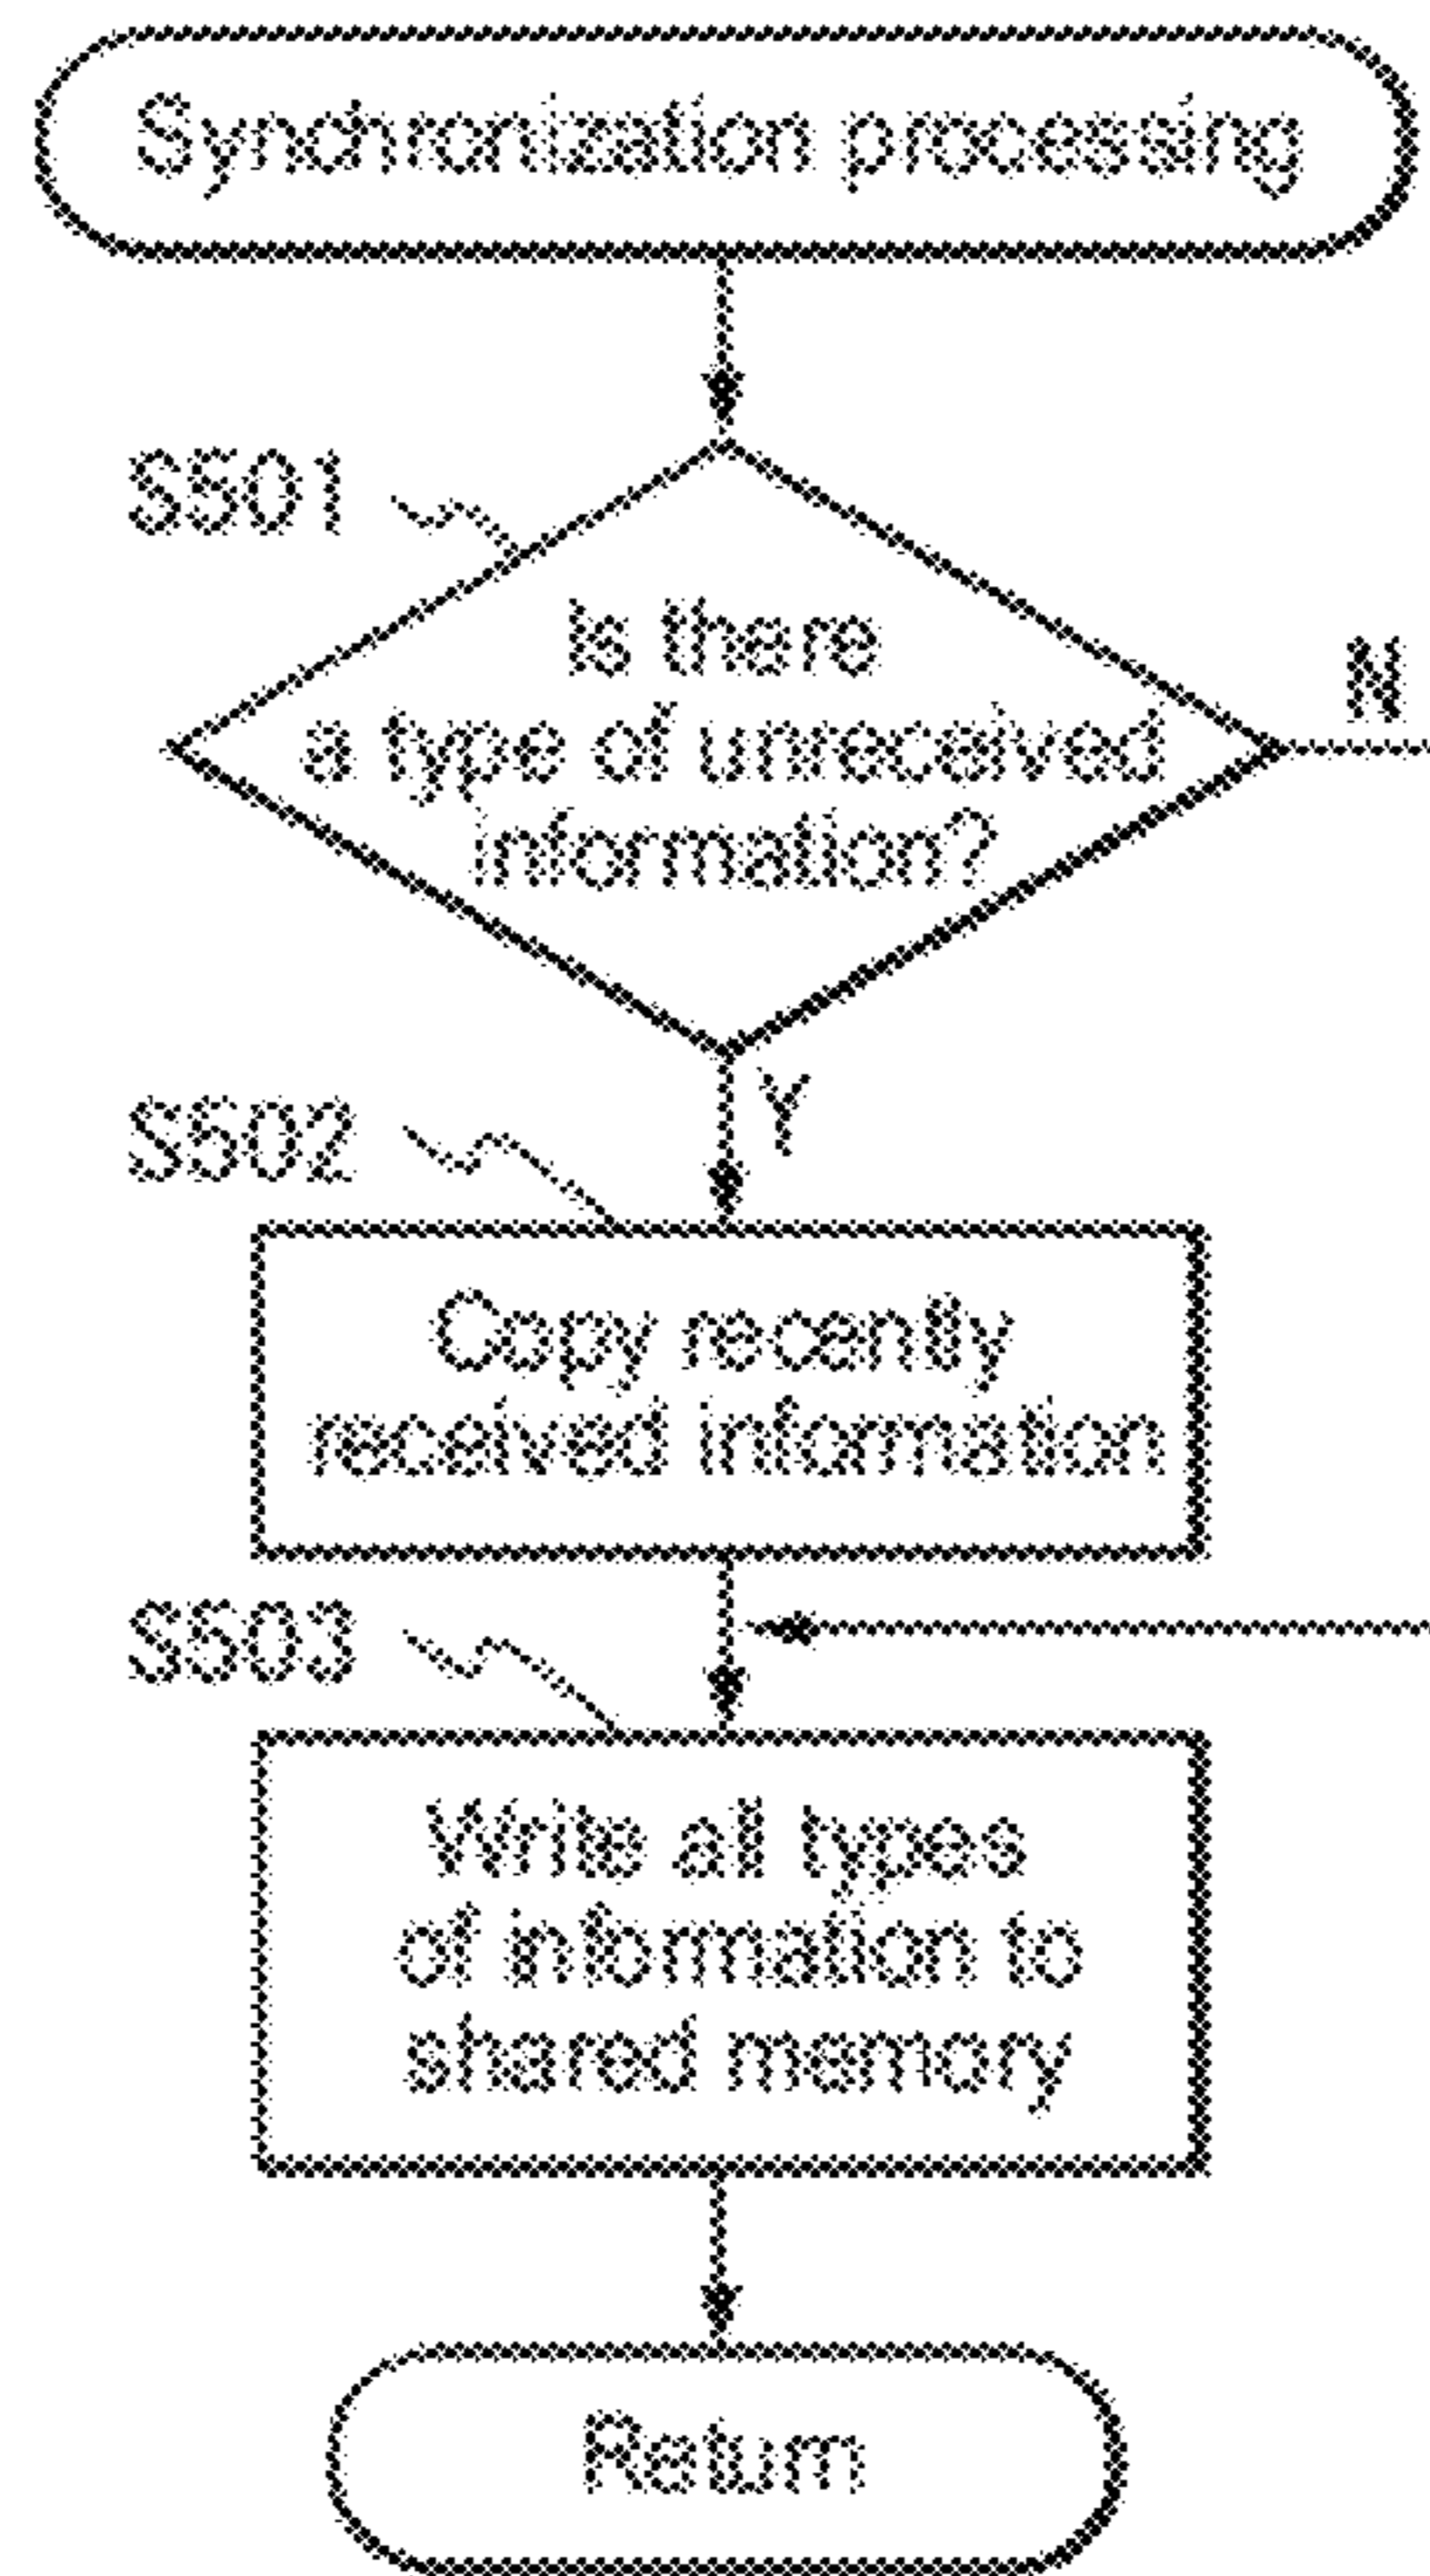 Synchronization processing
S501
Is there
a type of unreceived
information?
N
Y
S502
Copy recently
received information
S503
Write all types
of information to
shared memory
Return